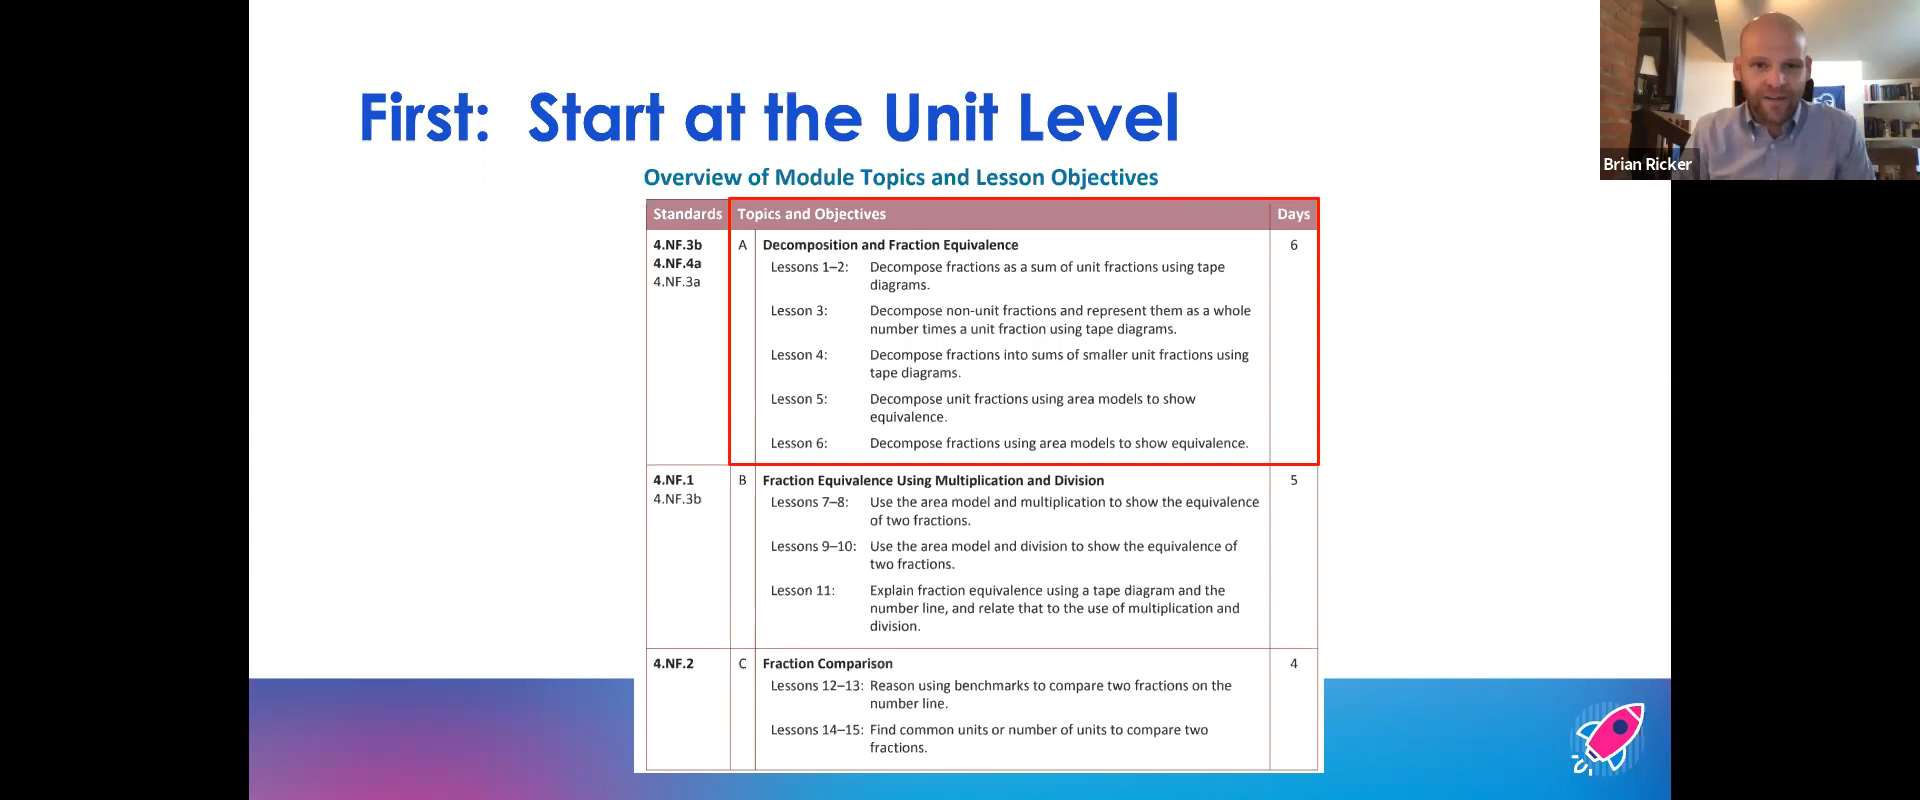 First: Start at the Unit Level
Overview of Module Topics and Lesson Objectives
Standards Topics and Objectives Days
4.NF.3b A Decomposition and Fraction Equivalence 6
4.NF.4a
4.NF.3a
Lessons 1–2: Decompose fractions as a sum of unit fractions using tape
diagrams.
Lesson 3: Decompose non-unit fractions and represent them as a whole
number times a unit fraction using tape diagrams.
Lesson 4: Decompose fractions into sums of smaller unit fractions using
tape diagrams.
Lesson 5: Decompose unit fractions using area models to show
equivalence.
Lesson 6: Decompose fractions using area models to show equivalence.
4.NF.1 B Fraction Equivalence Using Multiplication and Division 5
4.NF.3b
Lessons 7–8: Use the area model and multiplication to show the equivalence
of two fractions.
Lessons 9–10: Use the area model and division to show the equivalence of
two fractions.
Lesson 11: Explain fraction equivalence using a tape diagram and the
number line, and relate that to the use of multiplication and
division.
4.NF.2 C Fraction Comparison 4
Lessons 12–13: Reason using benchmarks to compare two fractions on the
number line.
Lessons 14–15: Find common units or number of units to compare two
fractions.
Brian Ricker